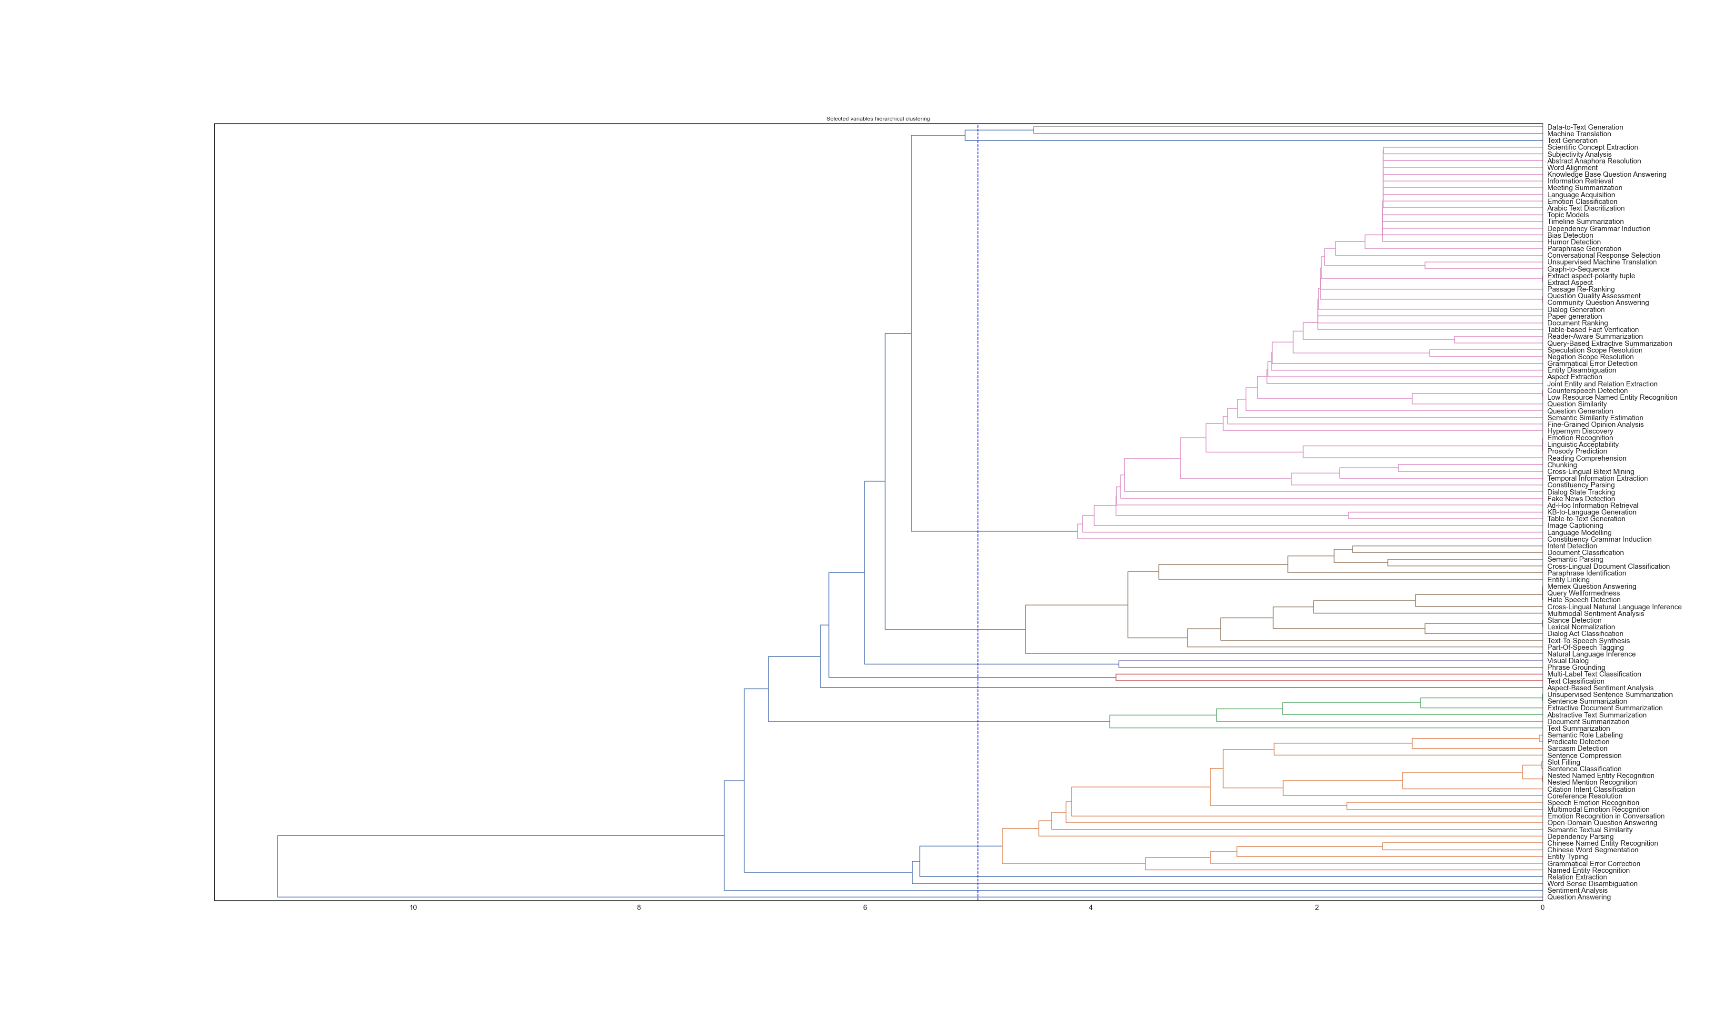 Selected variables hierarchical clustering
Data-to-Text Generation
Machine Translation
Text Generation
Scientific Concept Extraction
Subjectivity Analysis
Abstract Anaphora Resolution
Word Alignment
Knowledge Base Question Answering
Information Retrieval
Meeting Summarization
Language Acquisition
Emotion Classification
Arabic Text Diacritization
Topic Models
Timeline Summarization
Dependency Grammar Induction
Bias Detection
Humor Detection
Paraphrase Generation
Conversational Response Selection
Unsupervised Machine Translation
Graph-to-Sequence
Extract aspect-polarity tuple
Extract Aspect
Passage Re-Ranking
Question Quality Assessment
Community Question Answering
Dialog Generation
Paper generation
Document Ranking
Table-based Fact Verification
Reader-Aware Summarization
Query-Based Extractive Summarization
Speculation Scope Resolution
Negation Scope Resolution
Grammatical Error Detection
Entity Disambiguation
Aspect Extraction
Joint Entity and Relation Extraction
Counterspeech Detection
Low Resource Named Entity Recognition
Question Similarity
Question Generation
Semantic Similarity Estimation
Fine-Grained Opinion Analysis
Hypernym Discovery
Emotion Recognition
Linguistic Acceptability
Prosody Prediction
Reading Comprehension
Chunking
Cross-Lingual Bitext Mining
Temporal Information Extraction
Constituency Parsing
Dialog State Tracking
Fake News Detection
Ad-Hoc Information Retrieval
KB-to-Language Generation
Table-to-Text Generation
Image Captioning
Language Modelling
Constituency Grammar Induction
Intent Detection
Document Classification
Semantic Parsing
Cross-Lingual Document Classification
Paraphrase Identification
Entity Linking
Memex Question Answering
Query Wellformedness
Hate Speech Detection
Cross-Lingual Natural Language Inference
Multimodal Sentiment Analysis
Stance Detection
Lexical Normalization
Dialog Act Classification
Text-To-Speech Synthesis
Part-Of-Speech Tagging
Natural Language Inference
Visual Dialog
Phrase Grounding
Multi-Label Text Classification
Text Classification
Aspect-Based Sentiment Analysis
Unsupervised Sentence Summarization
Sentence Summarization
Extractive Document Summarization
Abstractive Text Summarization
Document Summarization
Text Summarization
Semantic Role Labeling
Predicate Detection
Sarcasm Detection
Sentence Compression
Slot Filling
Sentence Classification
Nested Named Entity Recognition
Nested Mention Recognition
Citation Intent Classification
Coreference Resolution
Speech Emotion Recognition
Multimodal Emotion Recognition
Emotion Recognition in Conversation
Open-Domain Question Answering
Semantic Textual Similarity
Dependency Parsing
Chinese Named Entity Recognition
Chinese Word Segmentation
Entity Typing
Grammatical Error Correction
Named Entity Recognition
Relation Extraction
Word Sense Disambiguation
Sentiment Analysis
Question Answering
10 8 6 4 2 0